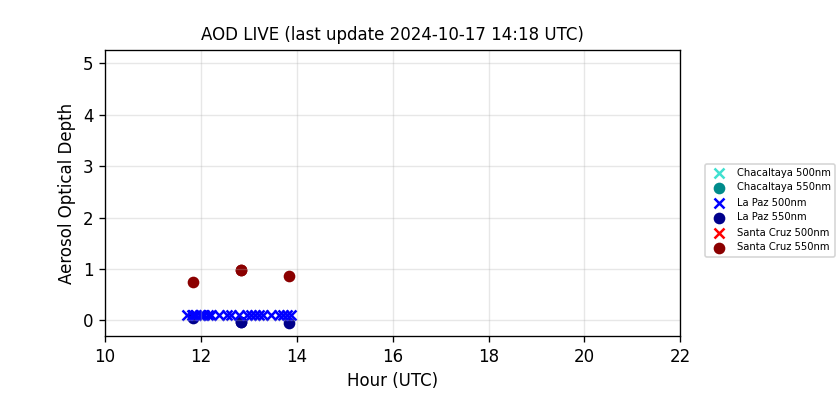 AOD LIVE (last update 2024-10-17 14:18 UTC)
Aerosol Optical Depth
5
4
3
2
1
0
10 12 14 16 18 20 22
Hour (UTC)
Chacaltaya 500nm
Chacaltaya 550nm
La Paz 500nm
La Paz 550nm
Santa Cruz 500nm
Santa Cruz 550nm